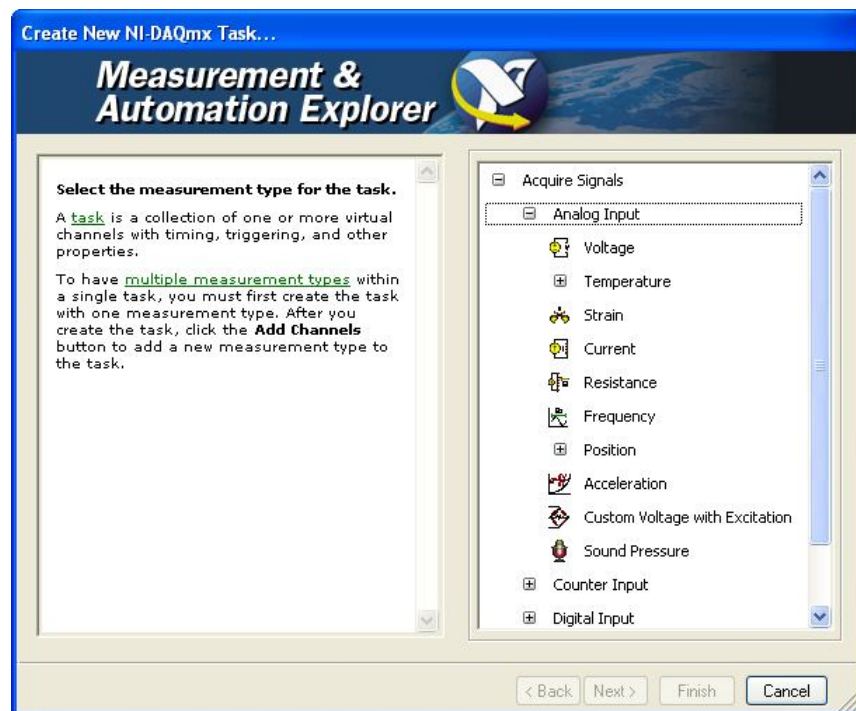 Create New NI-DAQmx Task...
Measurement &
Automation Explorer
Select the measurement type for the task.
A task is a collection of one or more virtual
channels with timing, triggering, and other
properties.
To have multiple measurement types within
a single task, you must first create the task
with one measurement type. After you
create the task, click the Add Channels
button to add a new measurement type to
the task.
Acquire Signals
Analog Input
Voltage
Temperature
Strain
Current
Resistance
Frequency
Position
Acceleration
Custom Voltage with Excitation
Sound Pressure
Counter Input
Digital Input
< Back Next > Finish Cancel